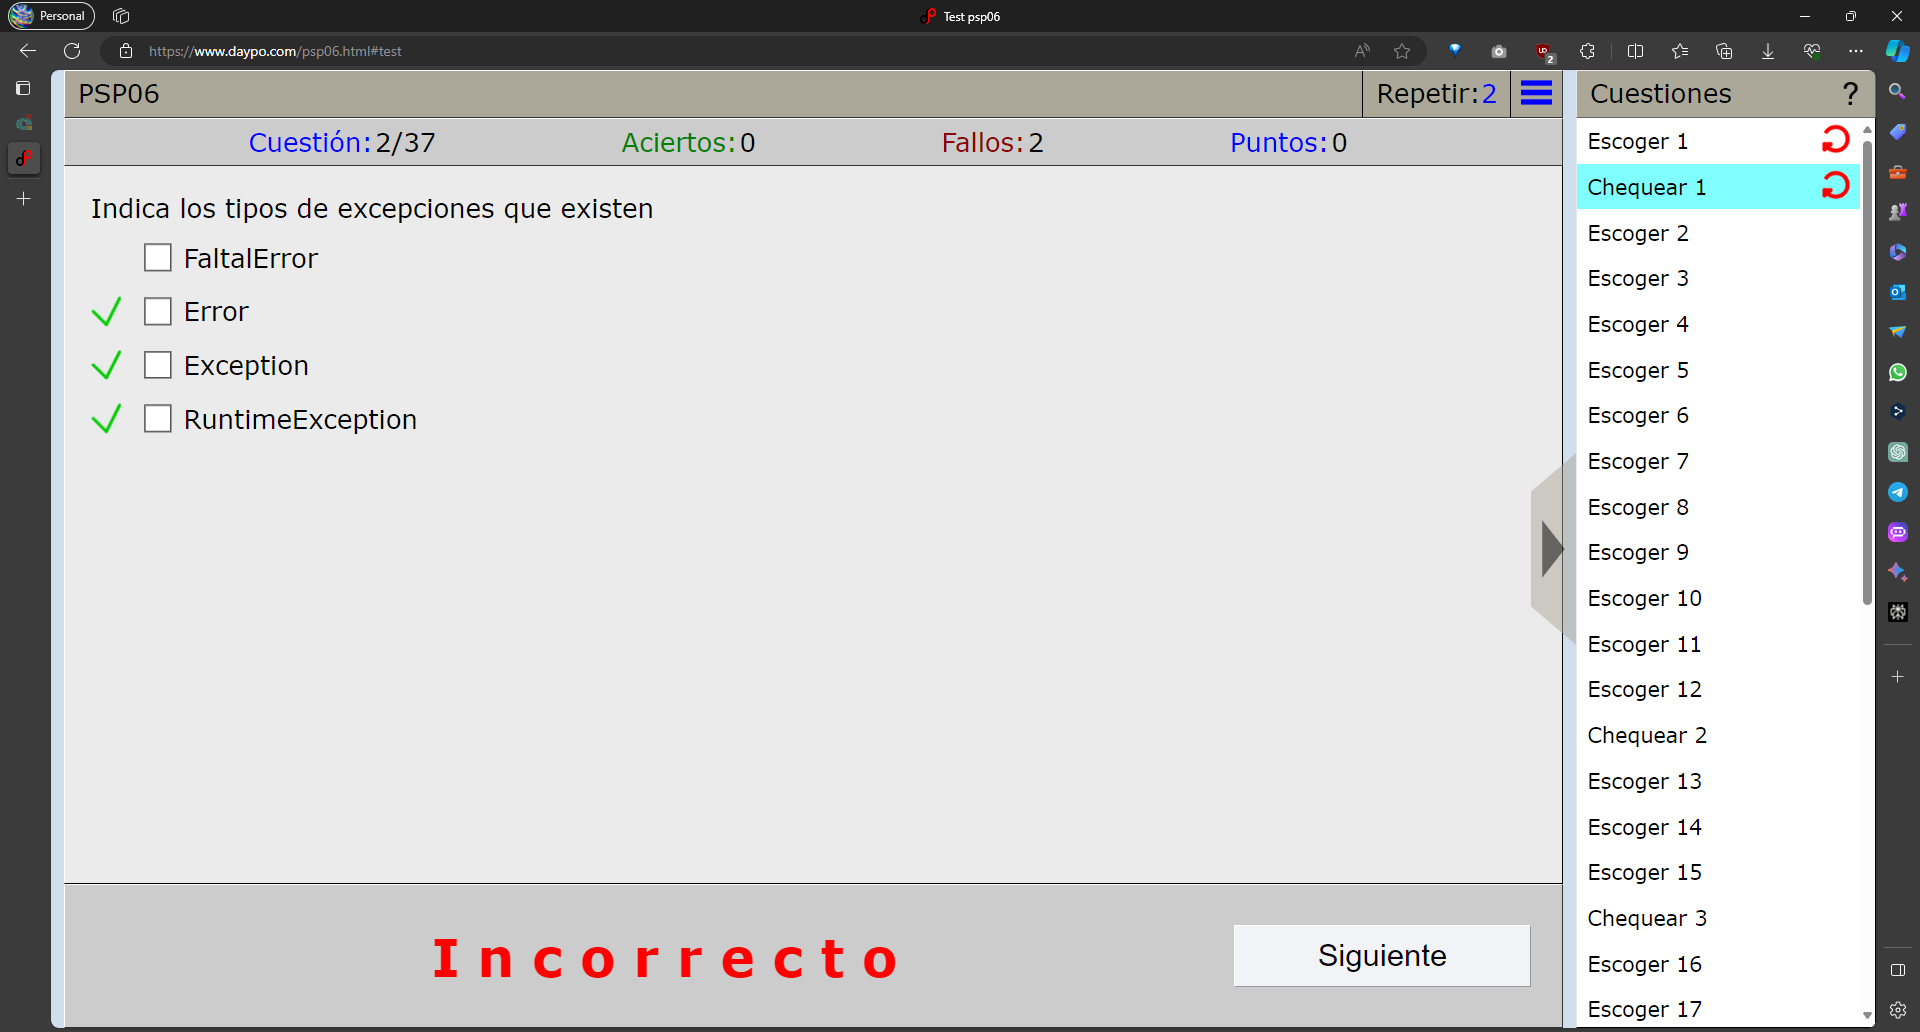 Personal
Test psp06
https://www.daypo.com/psp06.html#test
2
PSP06
Repetir:2
Cuestiones
?
Cuestión:2/37
Aciertos:0
Fallos:2
Puntos:0
Indica los tipos de excepciones que existen
FaltalError
Error
Exception
RuntimeException
Incorrecto
Siguiente
Escoger 1
Chequear 1
Escoger 2
Escoger 3
Escoger 4
Escoger 5
Escoger 6
Escoger 7
Escoger 8
Escoger 9
Escoger 10
Escoger 11
Escoger 12
Chequear 2
Escoger 13
Escoger 14
Escoger 15
Chequear 3
Escoger 16
Escoger 17